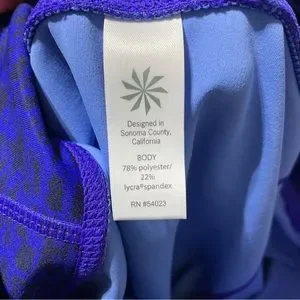 Designed in
Sonoma County,
California
BODY
78% polyester/
22%
lycra®spandex
RN #54023